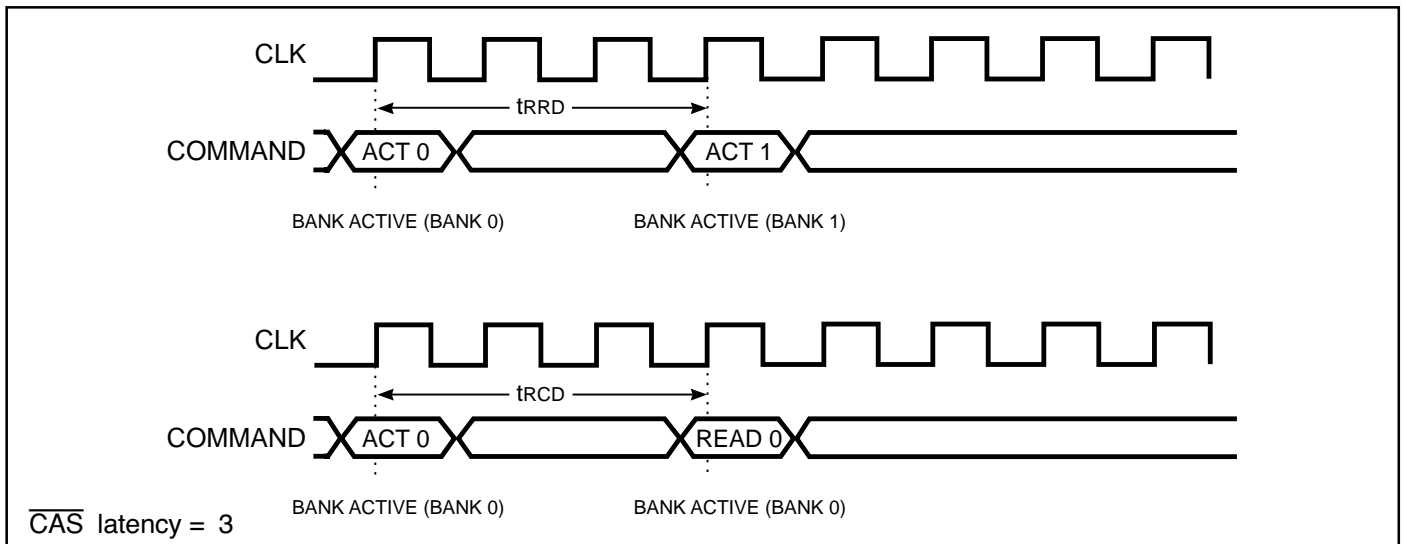 CLK
tRRD
COMMAND ACT 0 ACT 1
BANK ACTIVE (BANK 0) BANK ACTIVE (BANK 1)
CLK
tRCD
COMMAND ACT 0 READ 0
BANK ACTIVE (BANK 0) BANK ACTIVE (BANK 0)
C̅A̅S̅ latency = 3